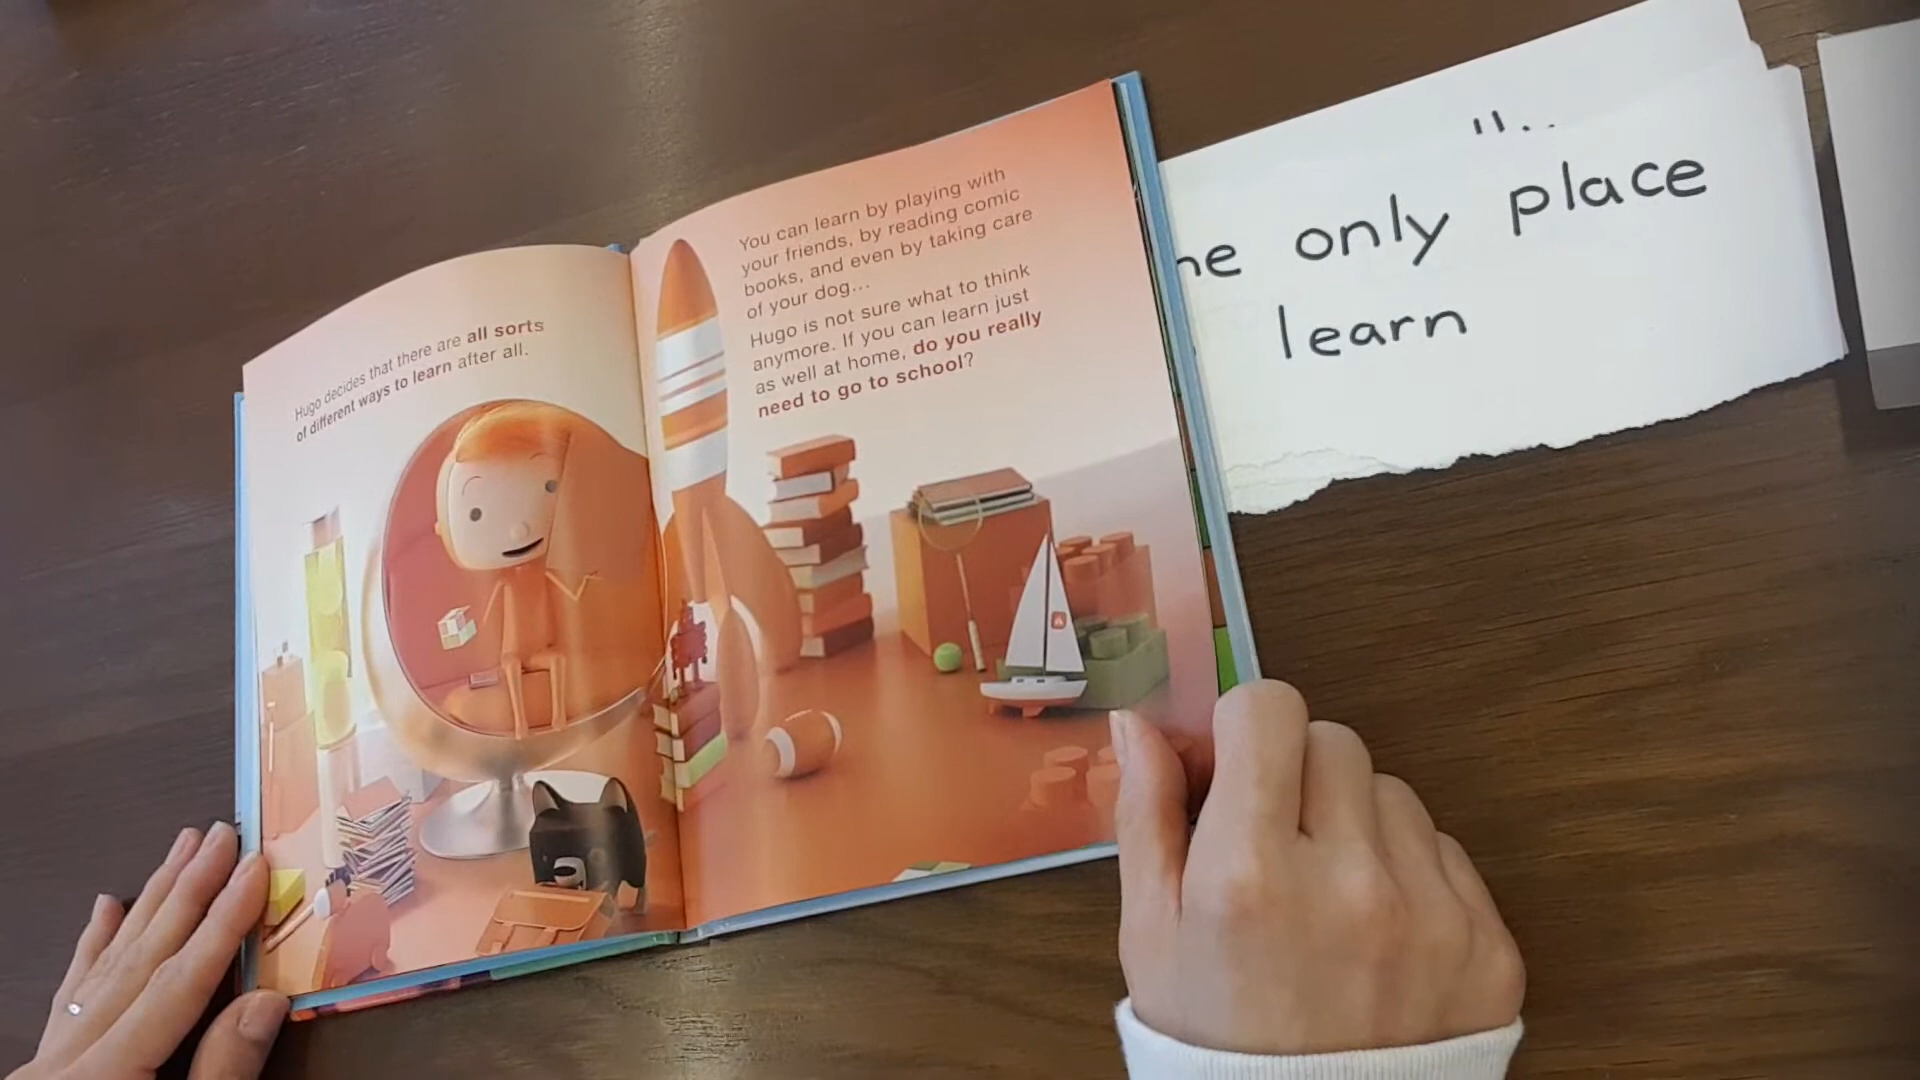 Hugo decides that there are all sorts
of different ways to learn after all.
You can learn by playing with
your friends, by reading comic
books, and even by taking care
of your dog...
Hugo is not sure what to think
anymore. If you can learn just
as well at home, do you really
need to go to school?
only place
learn